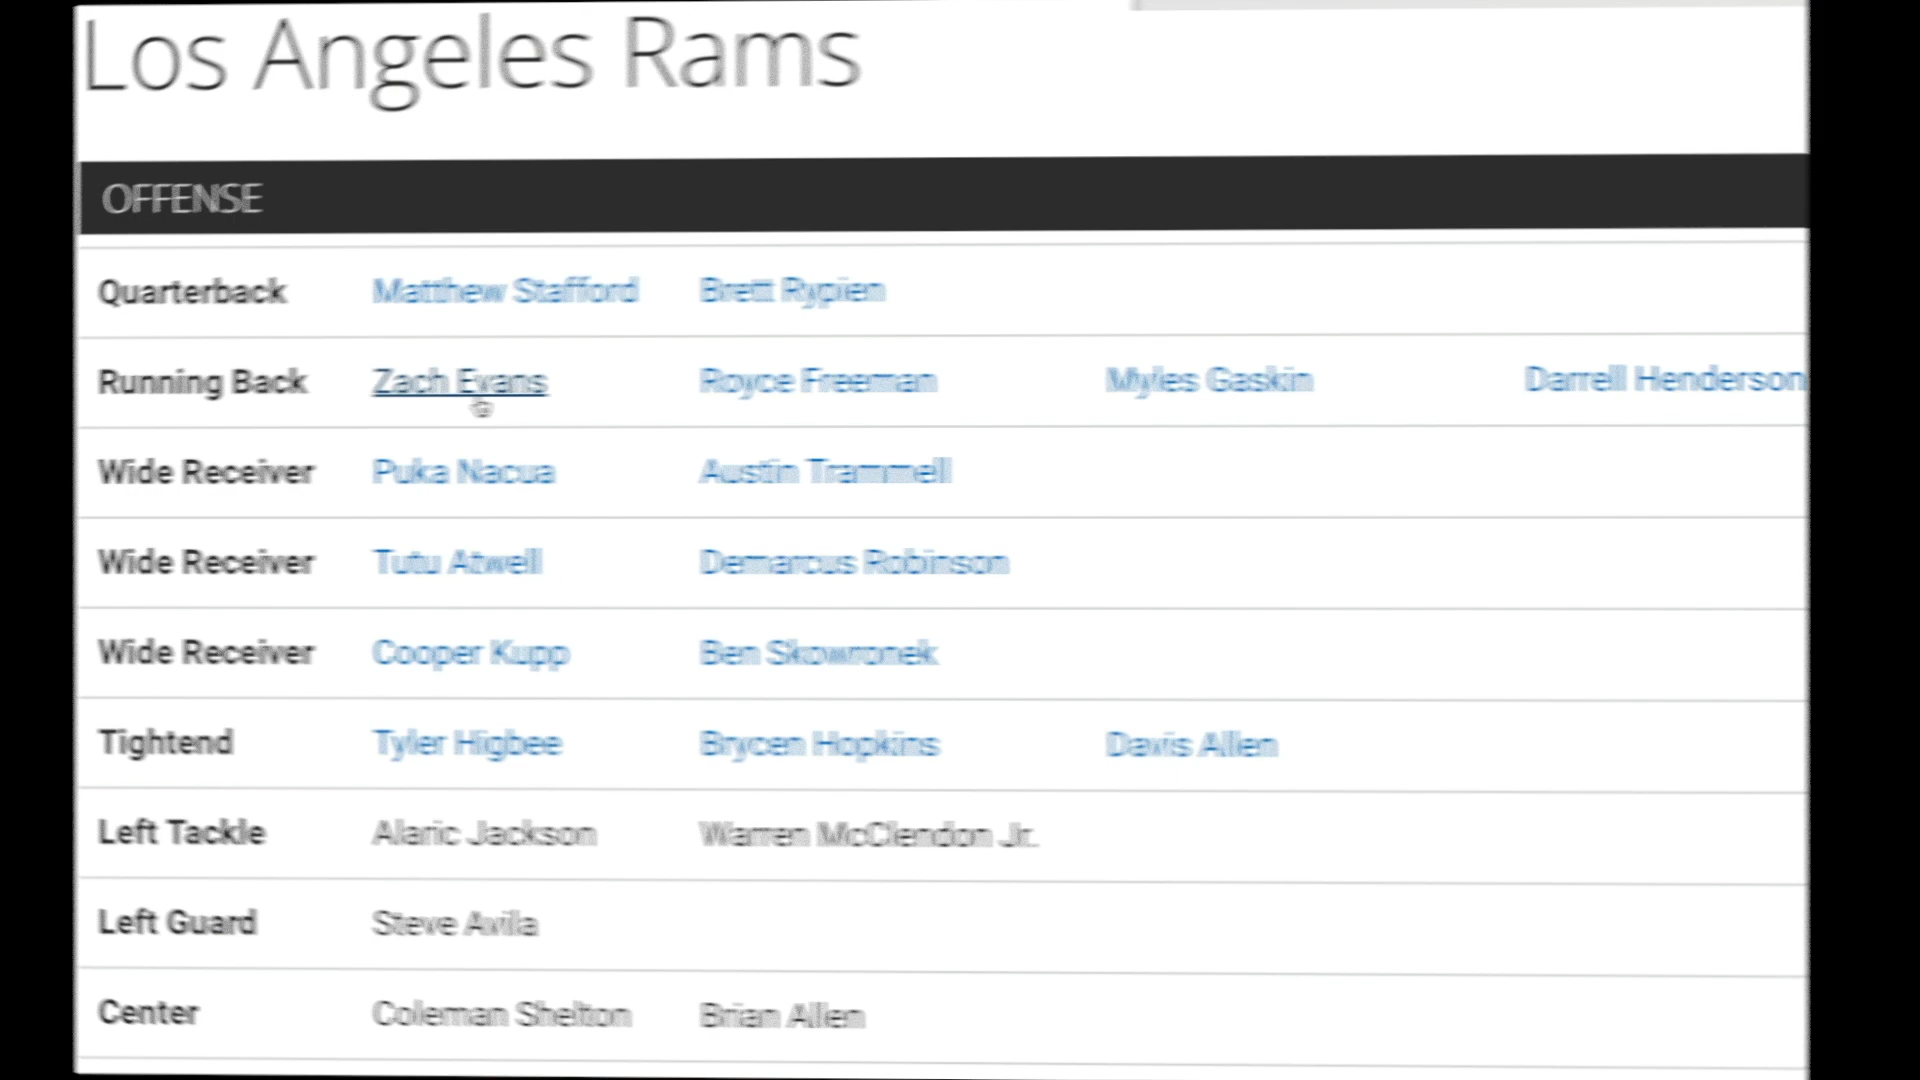 Los Angeles Rams
OFFENSE
Quarterback Matthew Stafford Brett Rypien
Running Back Zach Evans Royce Freeman Myles Gaskin Darrell Henderson
Wide Receiver Puka Nacua Austin Trammell
Wide Receiver Tutu Atwell Demarcus Robinson
Wide Receiver Cooper Kupp Ben Skowronek
Tightend Tyler Higbee Brycen Hopkins Davis Allen
Left Tackle Alaric Jackson Warren McClendon Jr.
Left Guard Steve Avila
Center Coleman Shelton Brian Allen